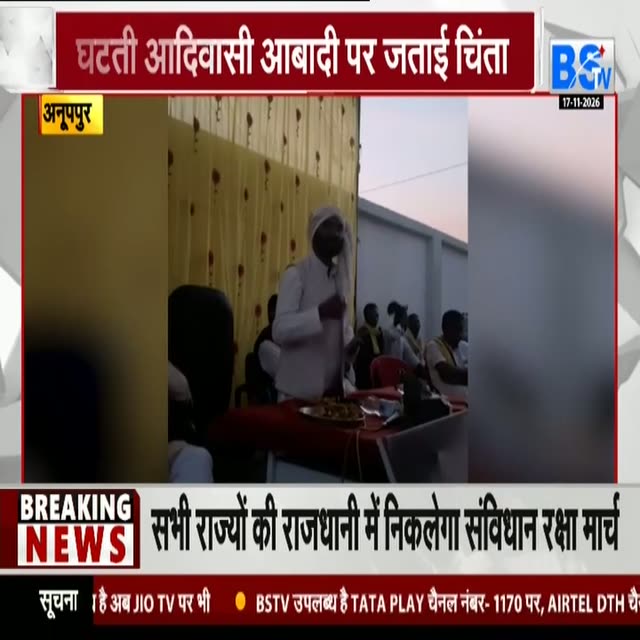 घटती आदिवासी आबादी पर जताई चिंता
BSTV
17-11-2026
अनूपपुर
BREAKING NEWS
सभी राज्यों की राजधानी में निकलेगा संविधान रक्षा मार्च
सूचना
है अब JIO TV पर भी
BSTV उपलब्ध है TATA PLAY चैनल नंबर- 1170 पर, AIRTEL DTH